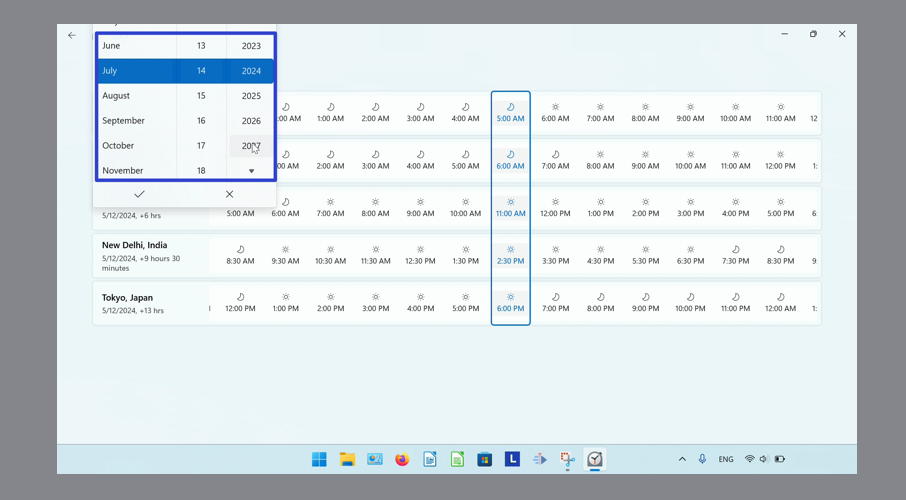 June 13 2023
July 14 2024
August 15 2025
September 16 2026
October 17
November 18
1:00 AM 2:00 AM 3:00 AM 4:00 AM 5:00 AM 6:00 AM 7:00 AM 8:00 AM 9:00 AM 10:00 AM 11:00 AM 12
2:00 AM 3:00 AM 4:00 AM 5:00 AM 6:00 AM 7:00 AM 8:00 AM 9:00 AM 10:00 AM 11:00 AM 12:00 PM 1:
5/12/2024, +6 hrs 5:00 AM 6:00 AM 7:00 AM 8:00 AM 9:00 AM 10:00 AM 11:00 AM 12:00 PM 1:00 PM 2:00 PM 3:00 PM 4:00 PM 5:00 PM 6:
New Delhi, India
5/12/2024, +9 hours 30
minutes
8:30 AM 9:30 AM 10:30 AM 11:30 AM 12:30 PM 1:30 PM 2:30 PM 3:30 PM 4:30 PM 5:30 PM 6:30 PM 7:30 PM 8:30 PM 9:
Tokyo, Japan
5/12/2024, +13 hrs
12:00 PM 1:00 PM 2:00 PM 3:00 PM 4:00 PM 5:00 PM 6:00 PM 7:00 PM 8:00 PM 9:00 PM 10:00 PM 11:00 PM 12:00 AM 1:
L ENG